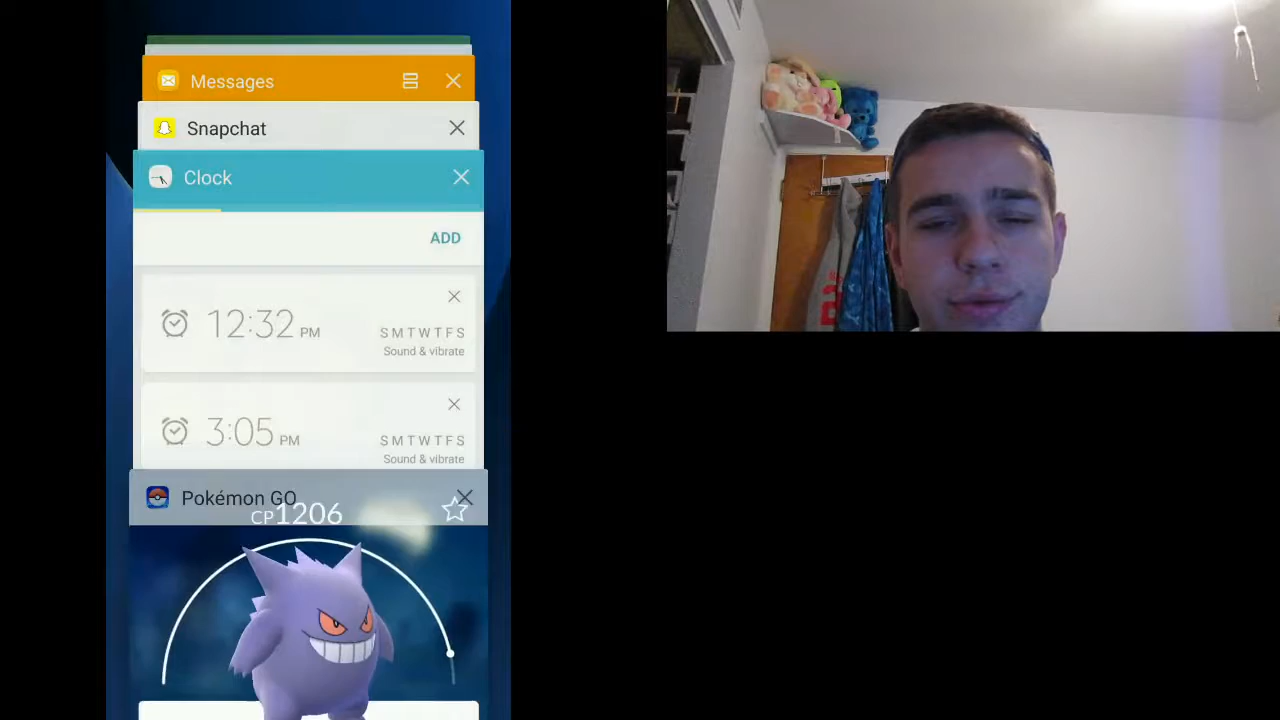 Messages
Snapchat
Clock
ADD
12:32 PM
S M T W T F S
Sound & vibrate
3:05 PM
S M T W T F S
Sound & vibrate
Pokémon GO
CP1206